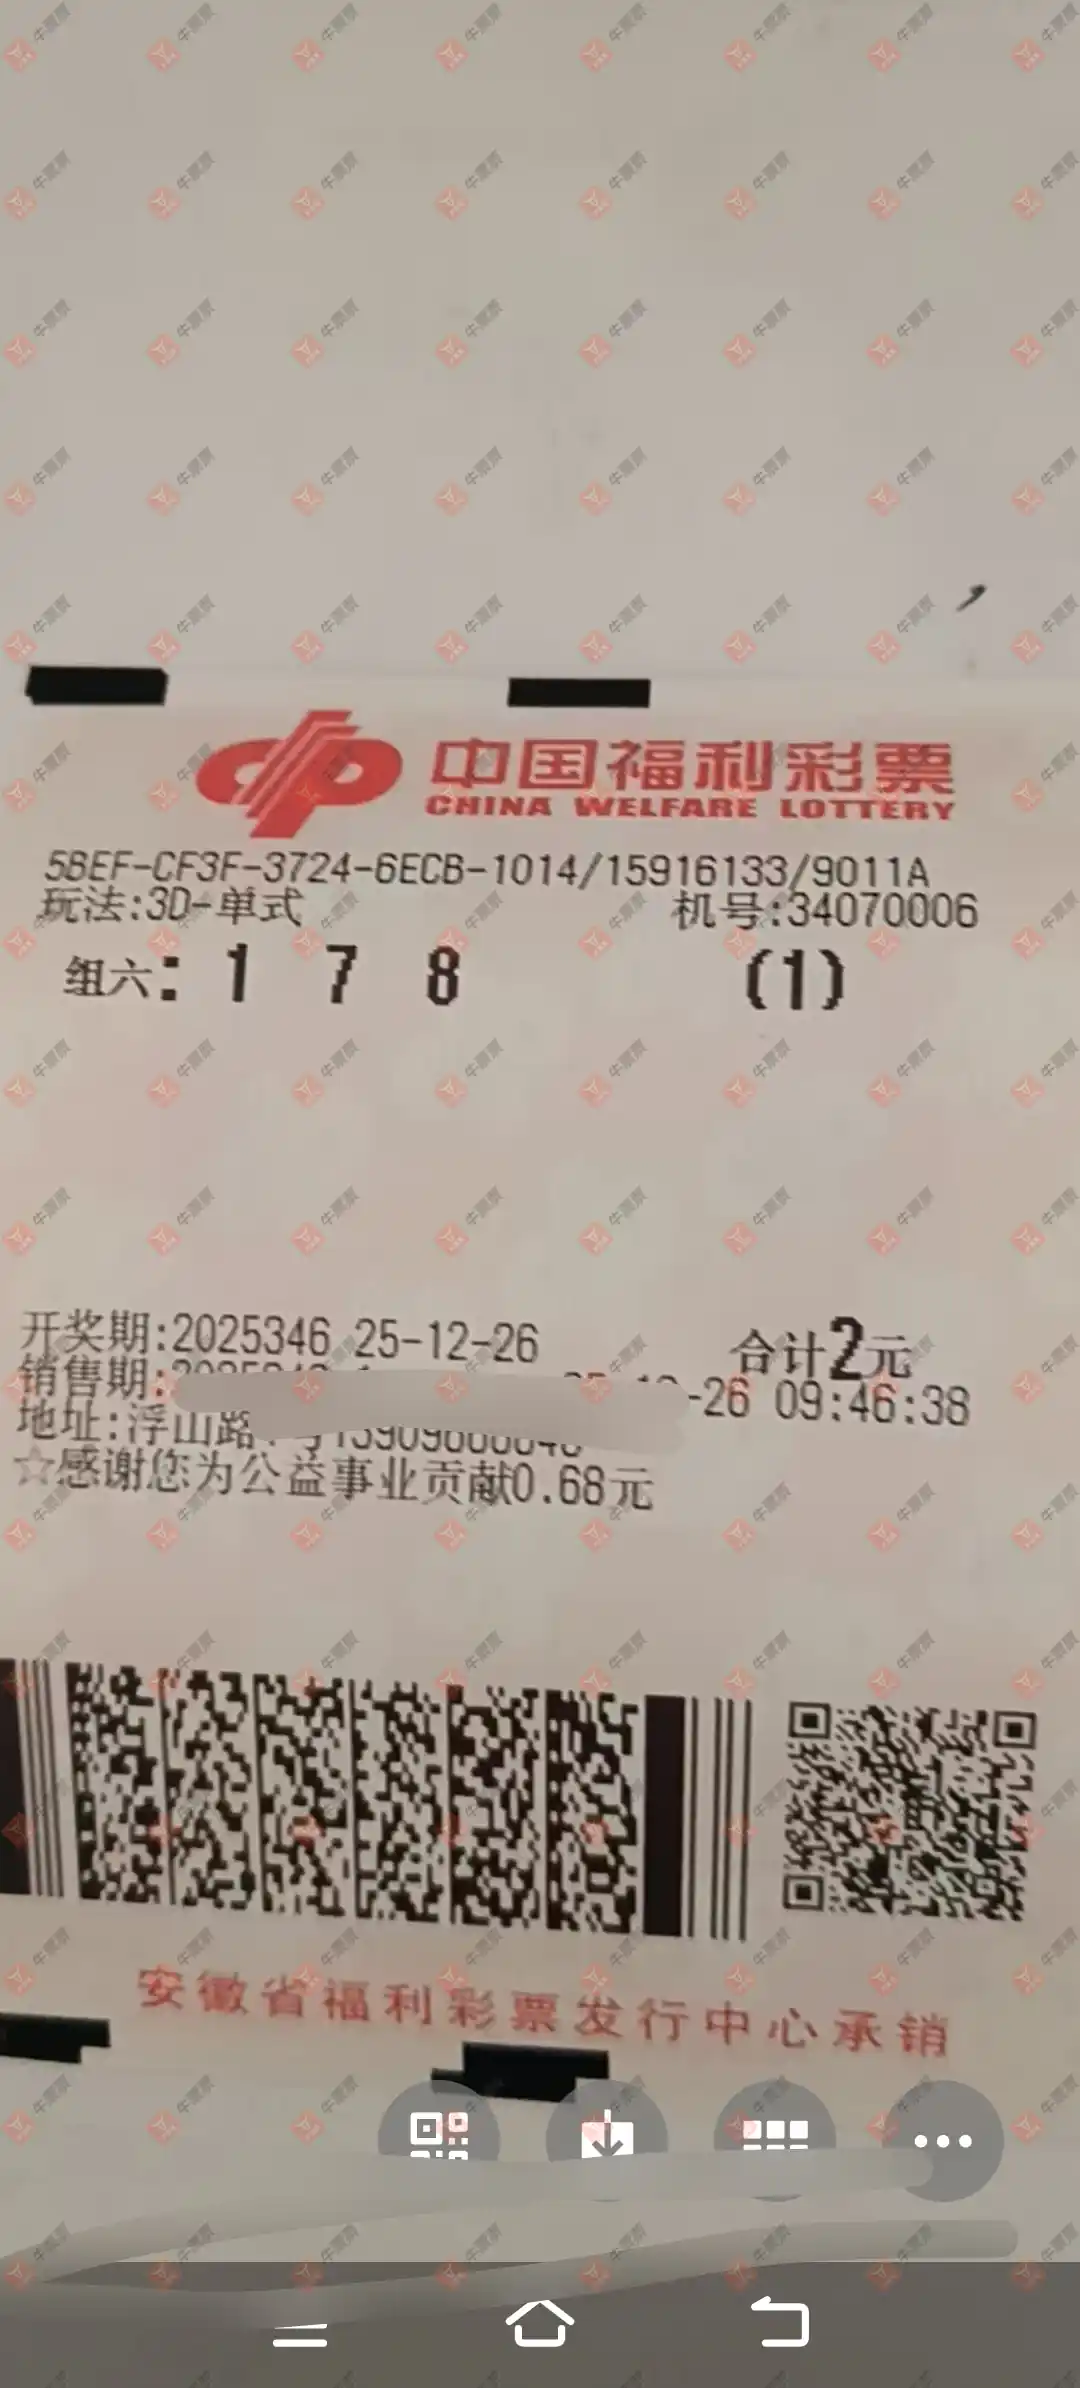 中国福利彩票
CHINA WELFARE LOTTERY
5BEF-CF3F-3724-6ECB-1014/15916133/9011A
玩法:3D-单式 机号:34070006
组六: 1 7 8 (1)
开奖期:2025346 25-12-26 合计2元
销售期: -26 09:46:38
地址:浮山路
☆感谢您为公益事业贡献0.68元
安徽省福利彩票发行中心承销
牛票票